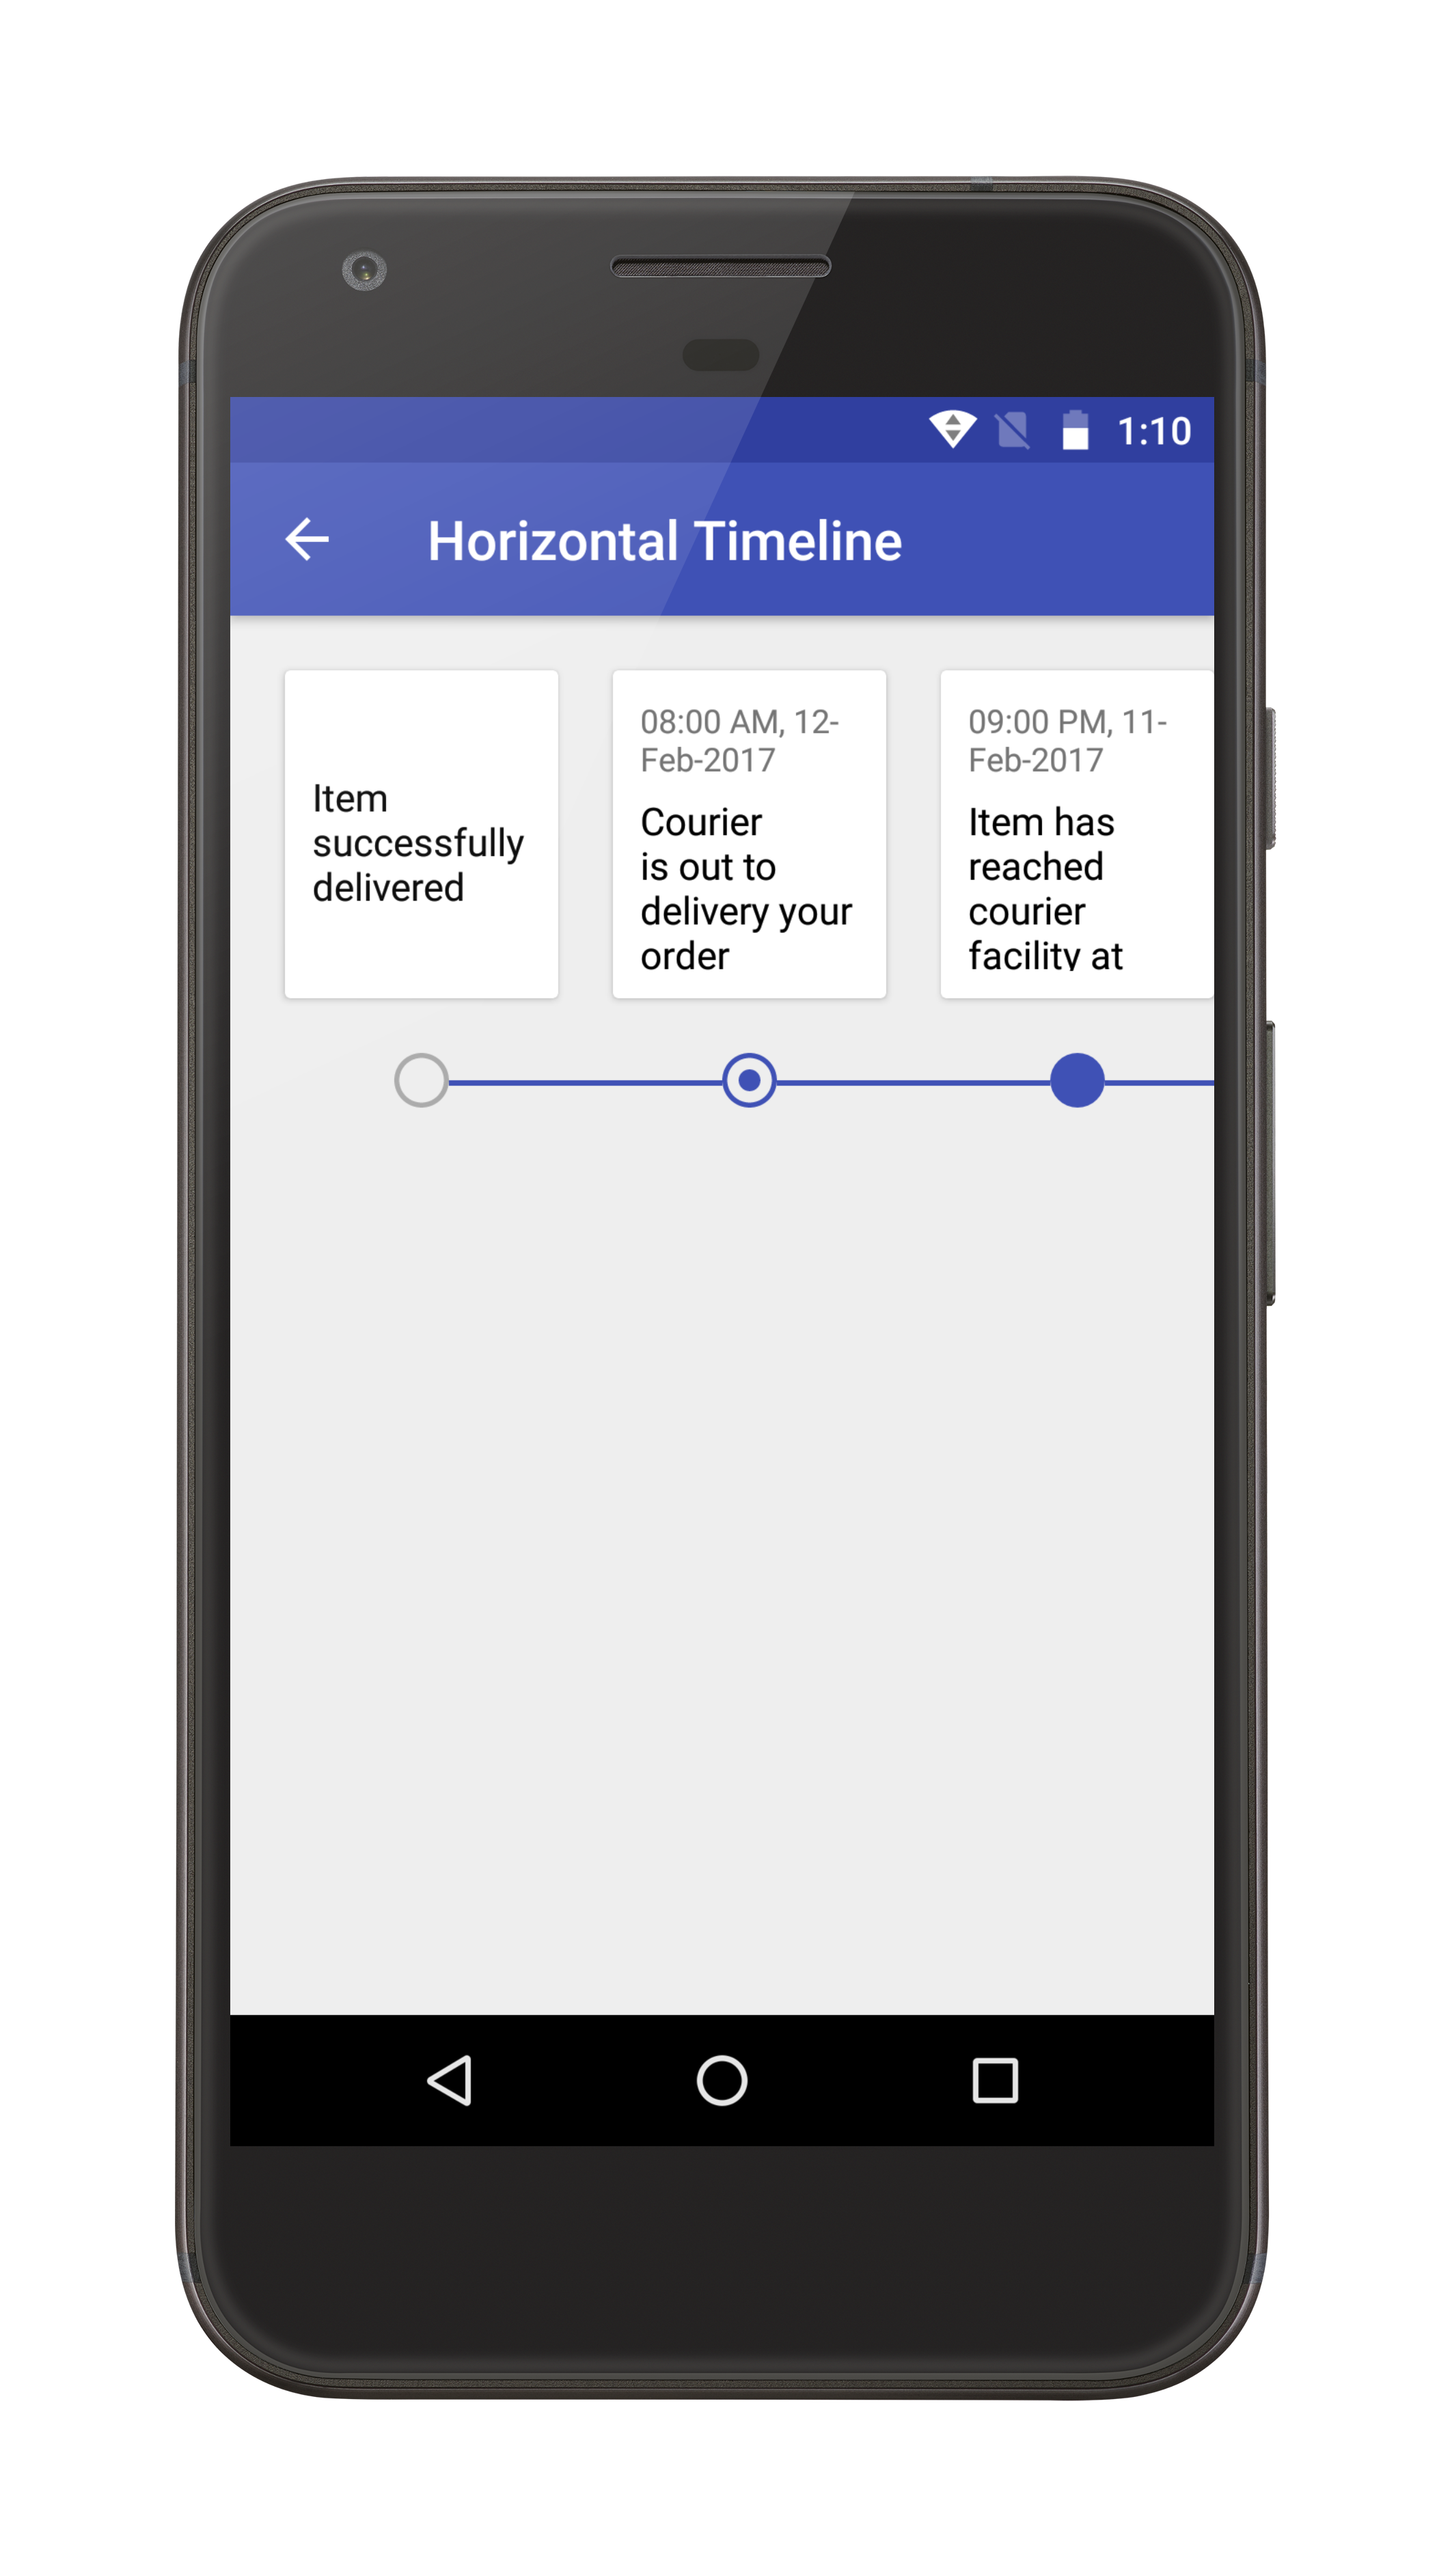 1:10
Horizontal Timeline
Item
successfully
delivered
08:00 AM, 12-
Feb-2017
Courier
is out to
delivery your
order
09:00 PM, 11-
Feb-2017
Item has
reached
courier
facility at